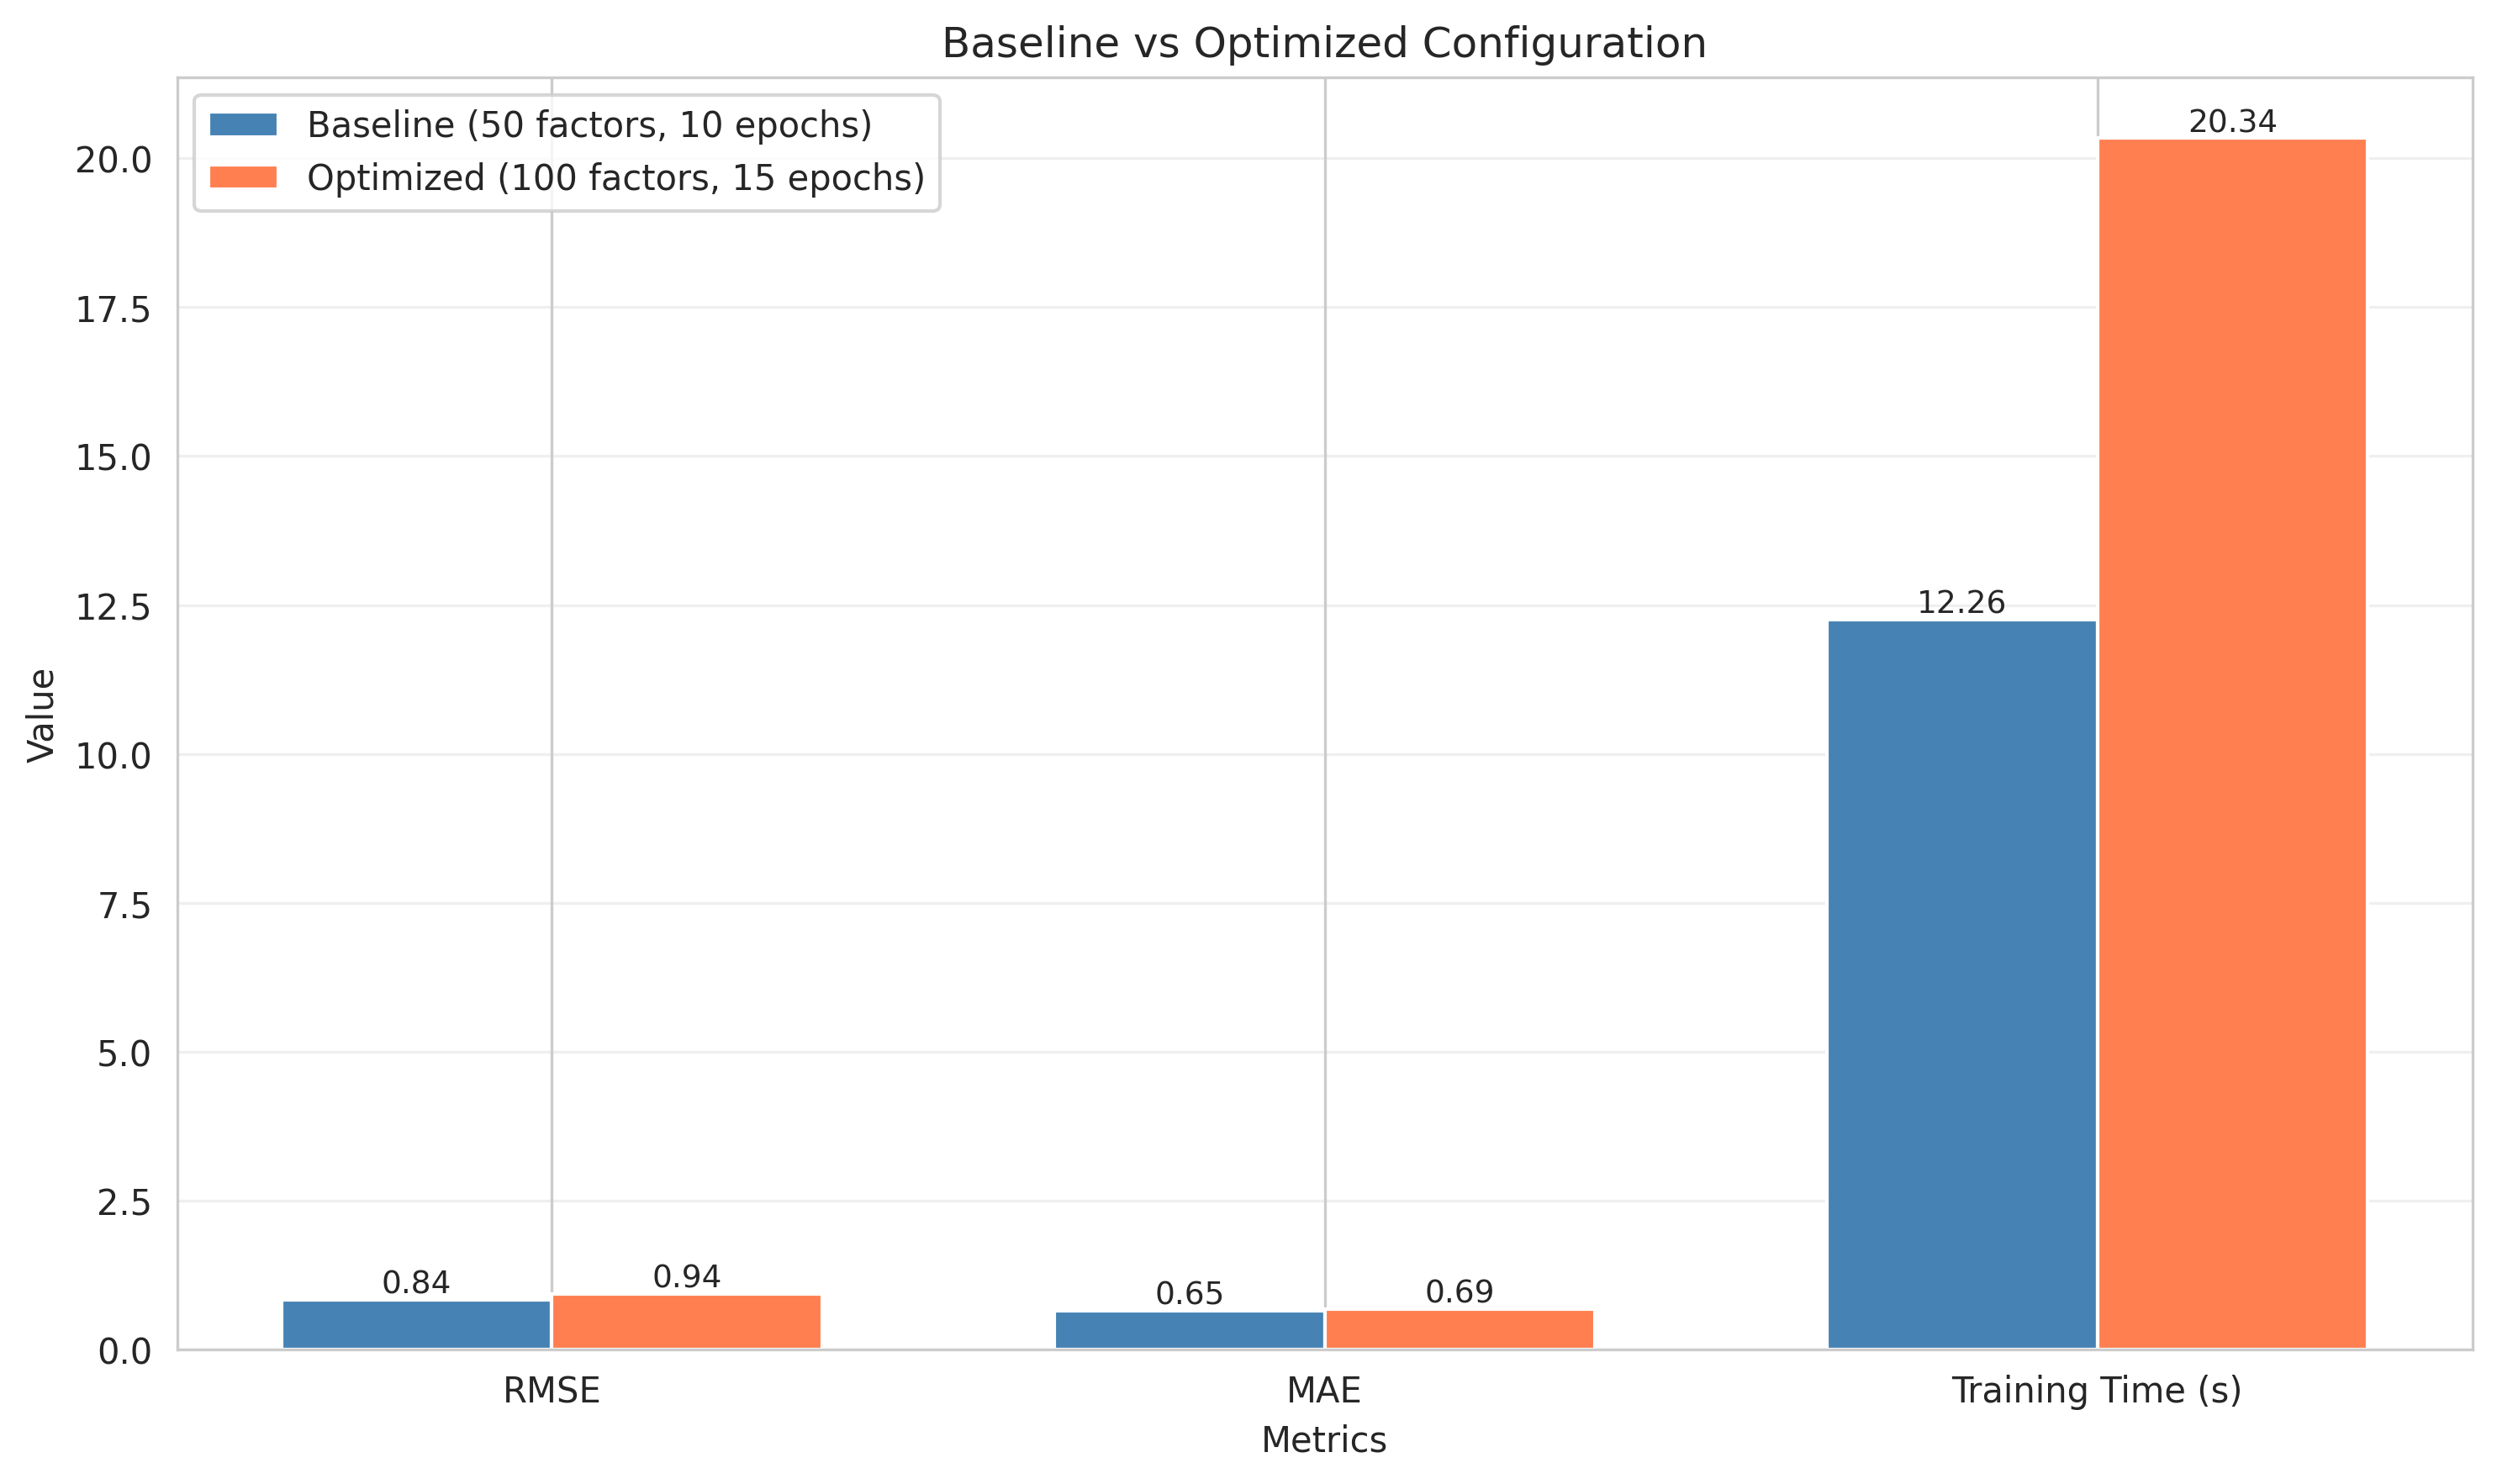 Baseline vs Optimized Configuration
Baseline (50 factors, 10 epochs)
Optimized (100 factors, 15 epochs)
20.34
20.0
17.5
15.0
12.5
12.26
Value
10.0
7.5
5.0
2.5
0.84
0.94
0.65
0.69
0.0
RMSE
MAE
Training Time (s)
Metrics